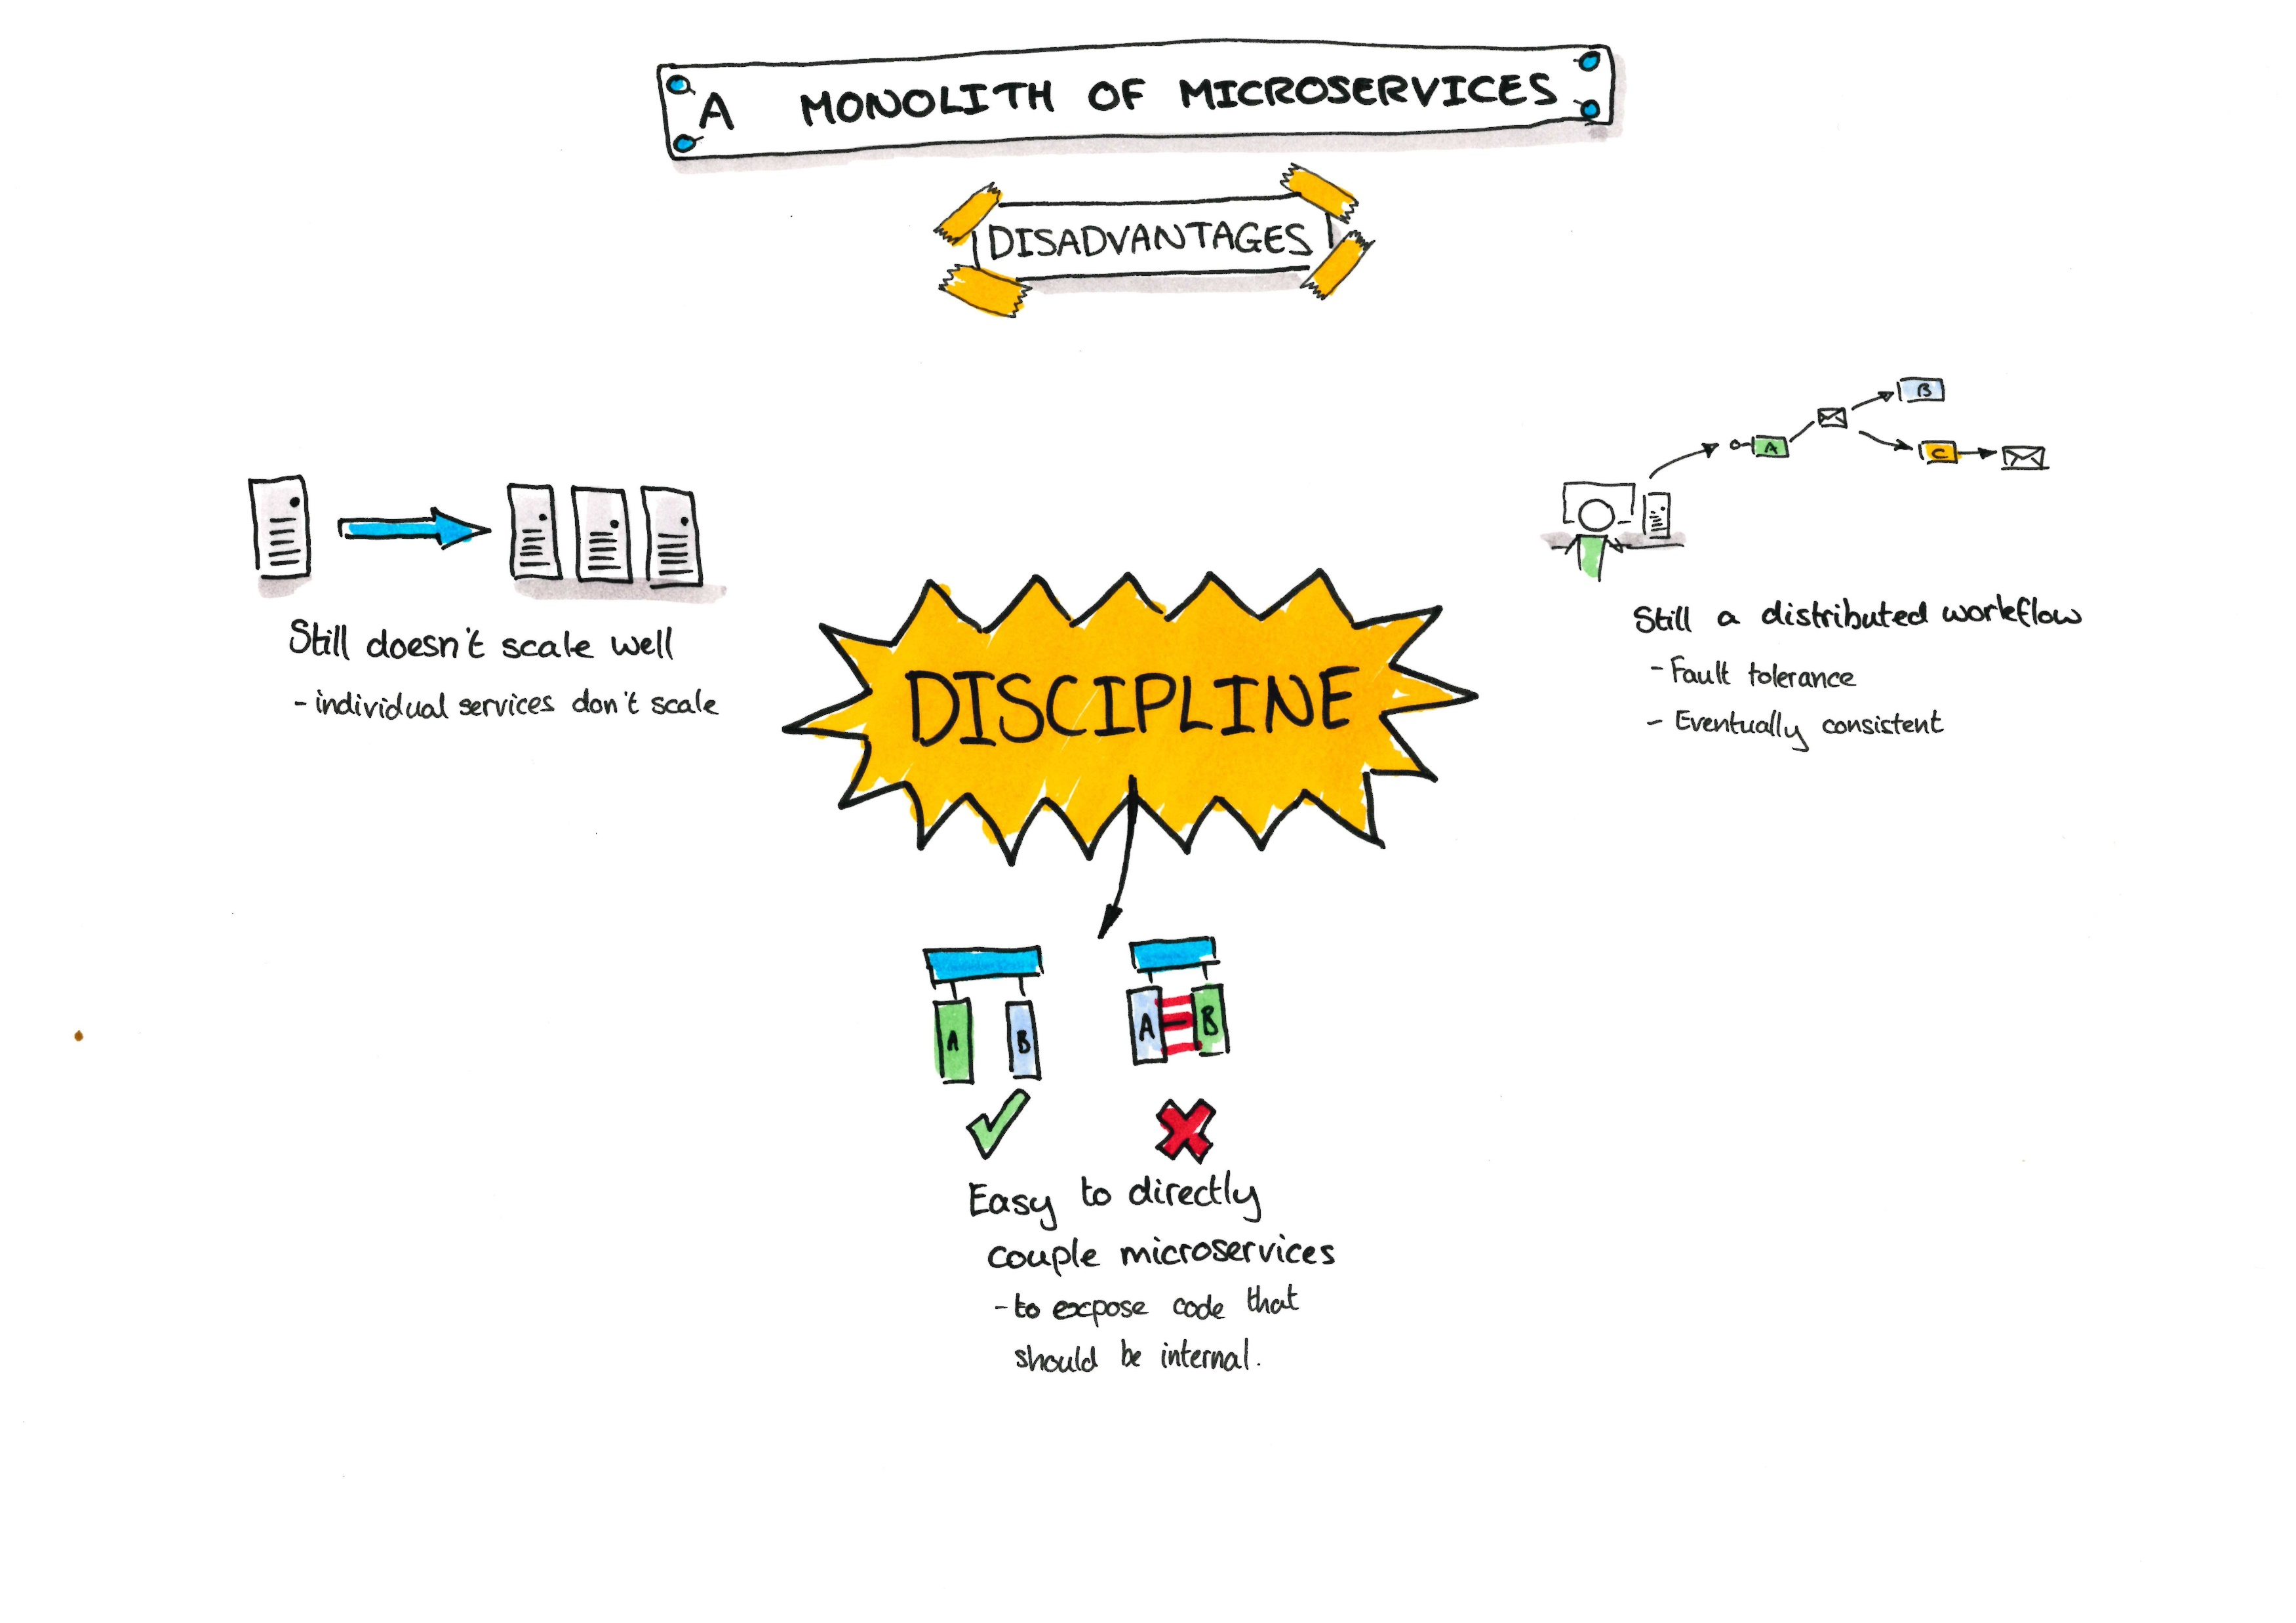 A MONOLITH OF MICROSERVICES
DISADVANTAGES
Still doesn't scale well
- individual services don't scale
B
A
C
Still a distributed workflow
- Fault tolerance
- Eventually consistent
DISCIPLINE
A B
A B
Easy to directly
couple microservices
- to expose code that
should be internal.